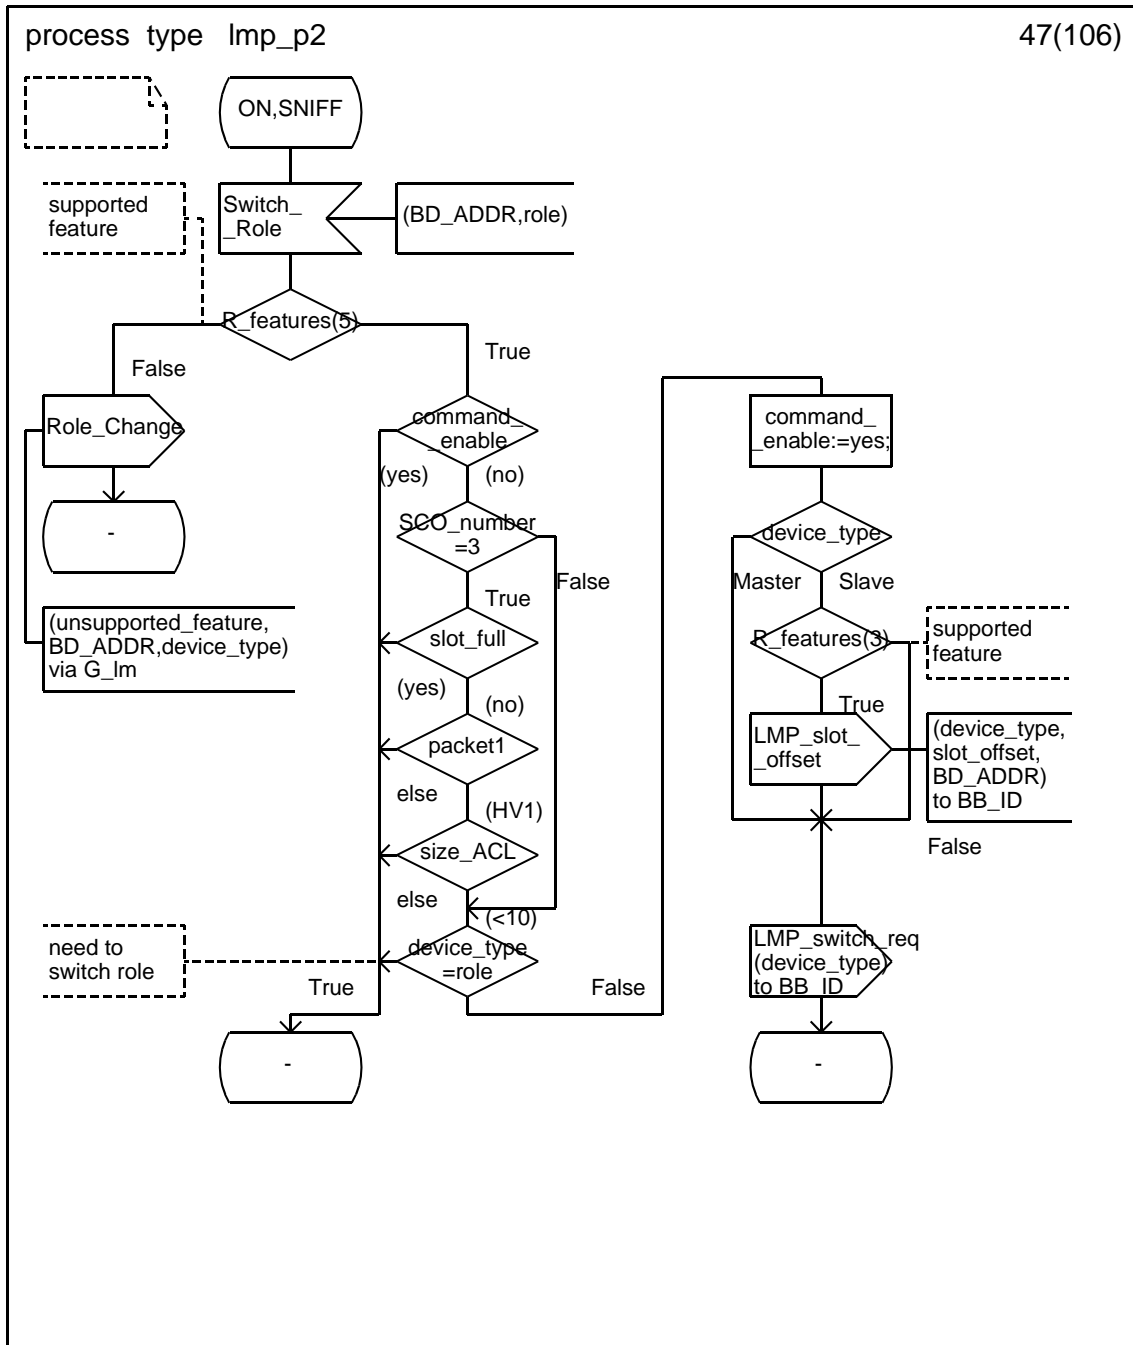 process type lmp_p2
47(106)
ON,SNIFF
supported
feature
Switch_
_Role
(BD_ADDR,role)
R_features(5)
True
False
Role_Change
command_
_enable
command_
_enable:=yes;
(yes)
(no)
-
SCO_number
=3
device_type
False
Master
Slave
True
(unsupported_feature,
BD_ADDR,device_type)
via G_lm
slot_full
R_features(3)
supported
feature
(yes)
(no)
True
packet1
LMP_slot_
_offset
(device_type,
slot_offset,
BD_ADDR)
to BB_ID
else
(HV1)
size_ACL
False
else
(<10)
need to
switch role
device_type
=role
LMP_switch_req
(device_type)
to BB_ID
True
False
-
-